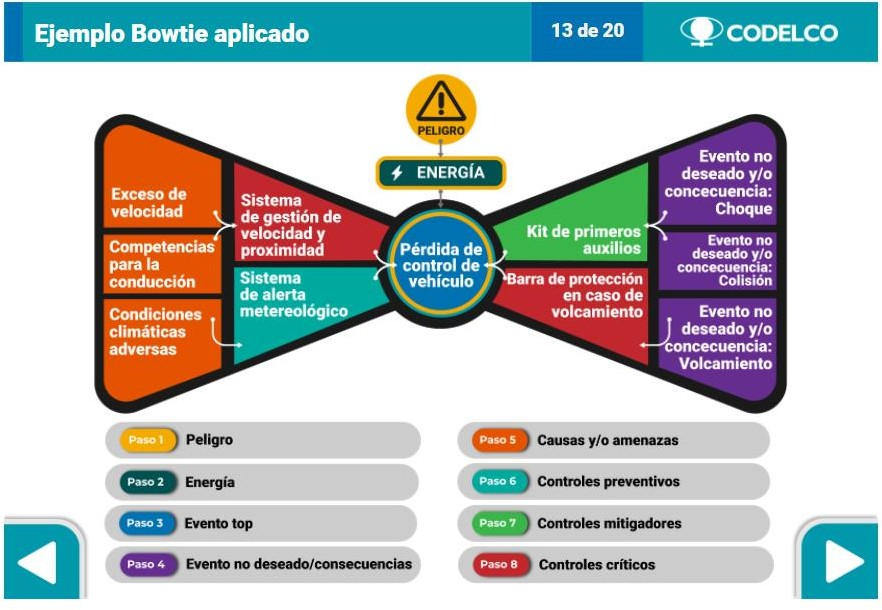 Ejemplo Bowtie aplicado
13 de 20
CODELCO
PELIGRO
ENERGÍA
Exceso de
velocidad
Competencias
para la
conducción
Condiciones
climáticas
adversas
Sistema
de gestión de
velocidad y
proximidad
Sistema
de alerta
metereológico
Pérdida de
control de
vehículo
Kit de primeros
auxilios
Barra de protección
en caso de
volcamiento
Evento no
deseado y/o
concecuencia:
Choque
Evento no
deseado y/o
concecuencia:
Colisión
Evento no
deseado y/o
concecuencia:
Volcamiento
Paso 1 Peligro
Paso 2 Energía
Paso 3 Evento top
Paso 4 Evento no deseado/consecuencias
Paso 5 Causas y/o amenazas
Paso 6 Controles preventivos
Paso 7 Controles mitigadores
Paso 8 Controles críticos